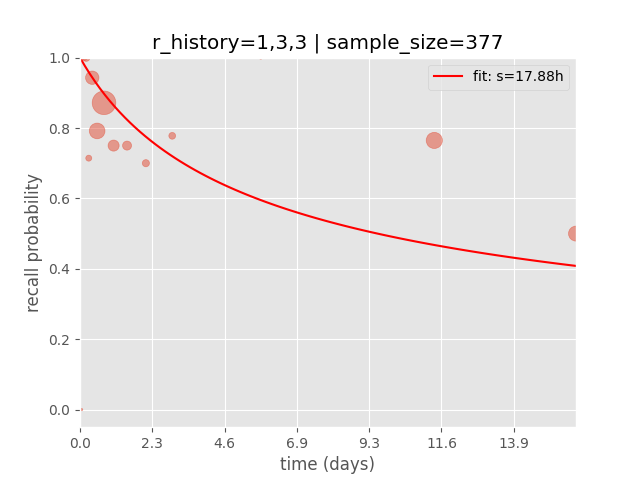 r_history=1,3,3 | sample_size=377
fit: s=17.88h
recall probability
1.0
0.8
0.6
0.4
0.2
0.0
0.0 2.3 4.6 6.9 9.3 11.6 13.9
time (days)